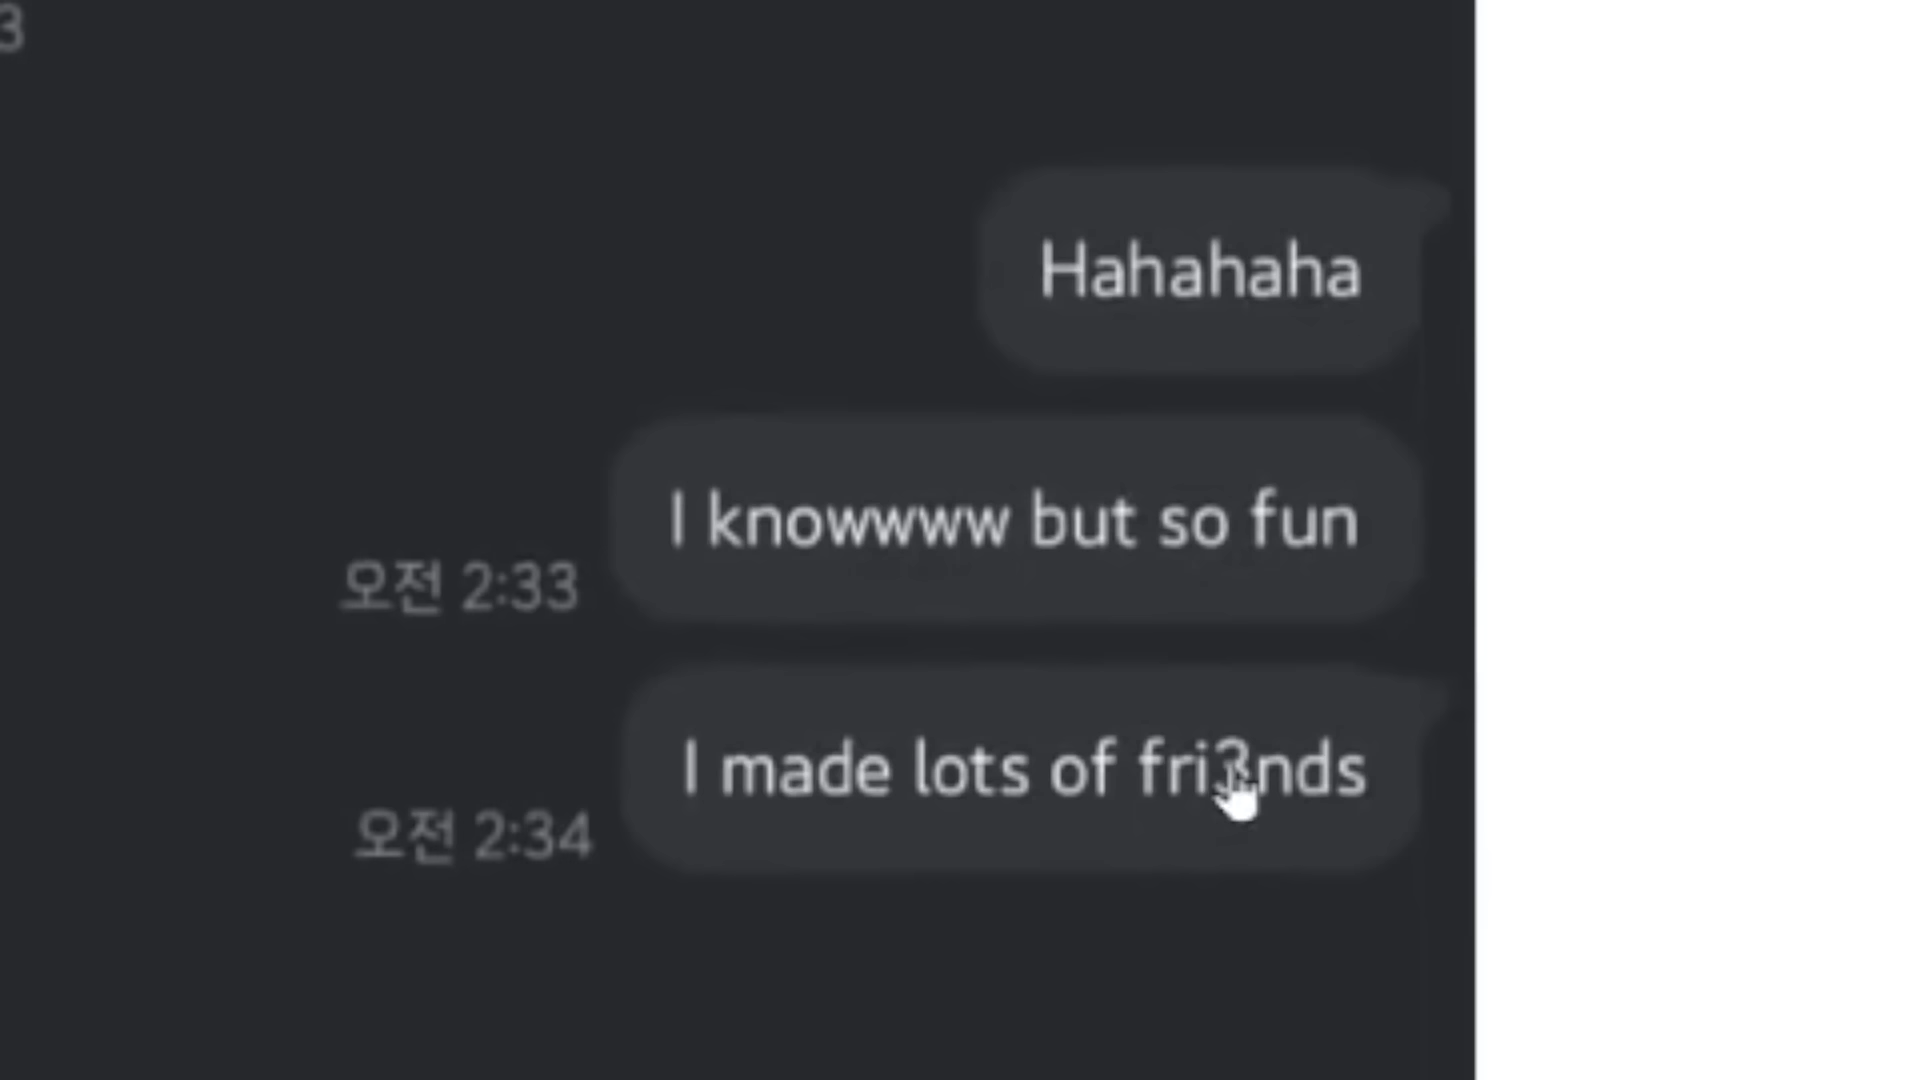 3
Hahahaha
I knowwww but so fun
오전 2:33
I made lots of fri3nds
오전 2:34